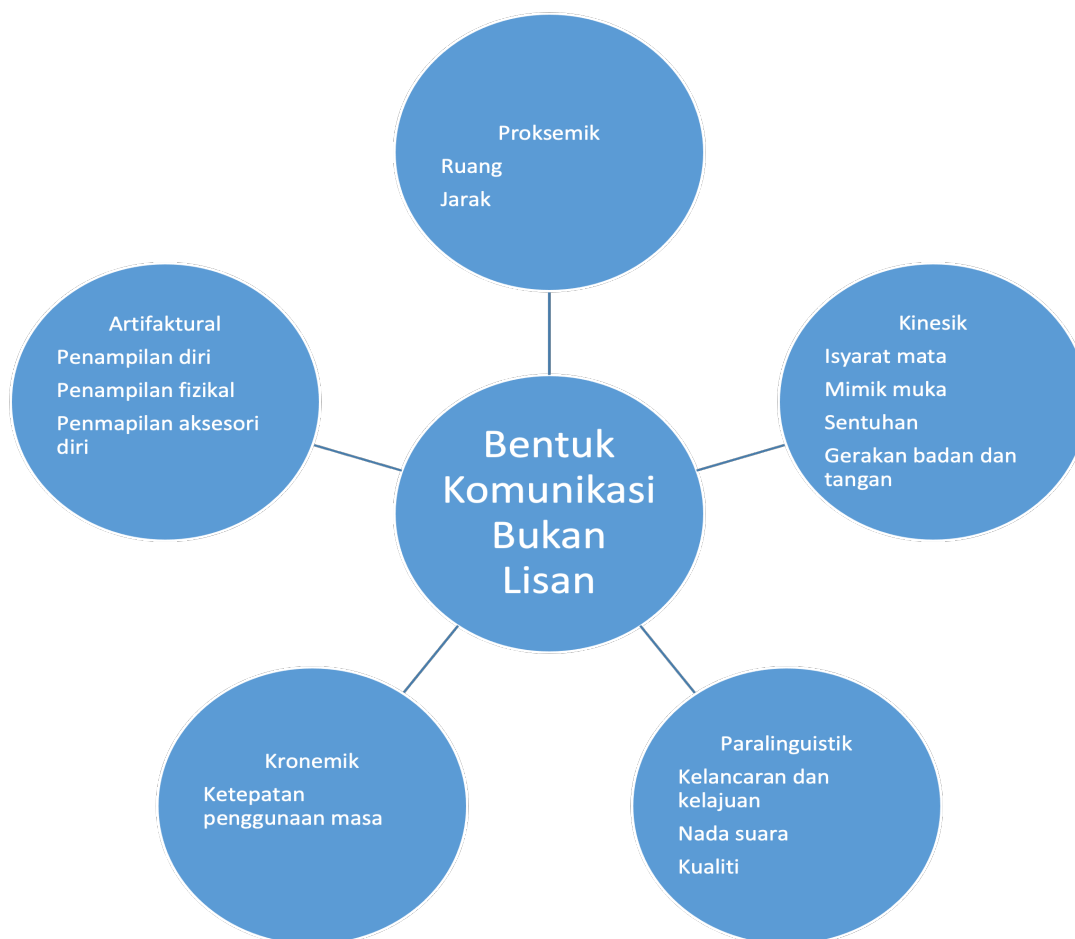 Proksemik
Ruang
Jarak
Artifaktural
Penampilan diri
Penampilan fizikal
Penmapilan aksesori
diri
Kinesik
Isyarat mata
Mimik muka
Sentuhan
Gerakan badan dan
tangan
Bentuk
Komunikasi
Bukan
Lisan
Kronemik
Ketepatan
penggunaan masa
Paralinguistik
Kelancaran dan
kelajuan
Nada suara
Kualiti